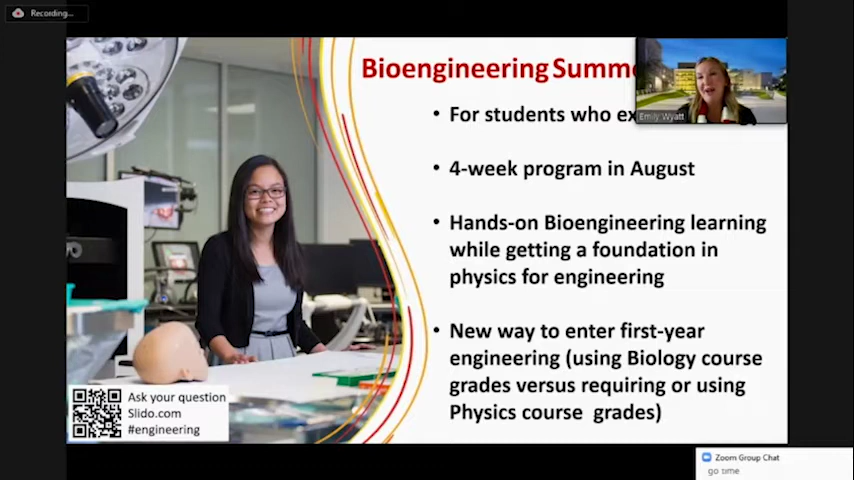 Recording...
Bioengineering Summe
Emily Wyatt
• For students who ex
• 4-week program in August
• Hands-on Bioengineering learning
while getting a foundation in
physics for engineering
• New way to enter first-year
engineering (using Biology course
grades versus requiring or using
Physics course grades)
Ask your question
Slido.com
#engineering
Zoom Group Chat
go time